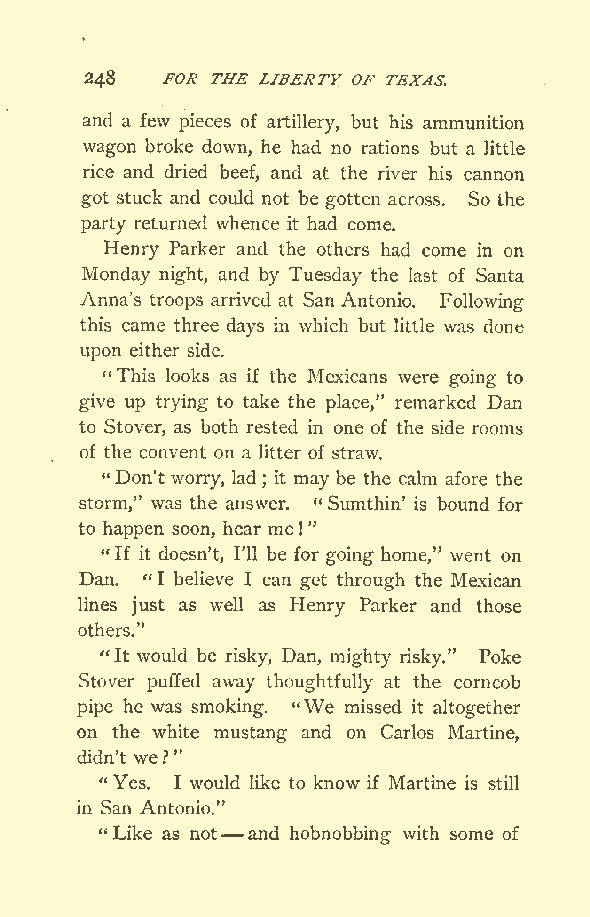 248 FOR THE LIBERTY OF TEXAS.
and a few pieces of artillery, but his ammunition
wagon broke down, he had no rations but a little
rice and dried beef, and at the river his cannon
got stuck and could not be gotten across. So the
party returned whence it had come.
Henry Parker and the others had come in on
Monday night, and by Tuesday the last of Santa
Anna's troops arrived at San Antonio. Following
this came three days in which but little was done
upon either side.
"This looks as if the Mexicans were going to
give up trying to take the place," remarked Dan
to Stover, as both rested in one of the side rooms
of the convent on a litter of straw.
"Don't worry, lad; it may be the calm afore the
storm," was the answer. "Sumthin' is bound for
to happen soon, hear me!"
"If it doesn't, I'll be for going home," went on
Dan. "I believe I can get through the Mexican
lines just as well as Henry Parker and those
others."
"It would be risky, Dan, mighty risky." Poke
Stover puffed away thoughtfully at the corncob
pipe he was smoking. "We missed it altogether
on the white mustang and on Carlos Martine,
didn't we?"
"Yes. I would like to know if Martine is still
in San Antonio."
"Like as not—and hobnobbing with some of